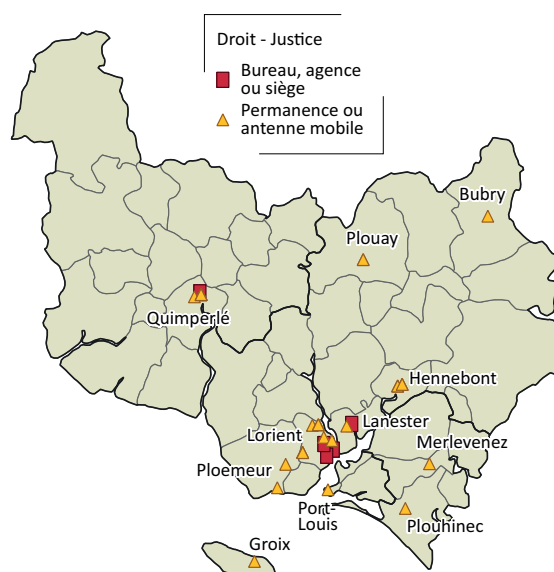 Droit - Justice
Bureau, agence
ou siège
Permanence ou
antenne mobile
Bubry
Plouay
Quimperlé
Hennebont
Lanester
Lorient
Merlevenez
Ploemeur
Port-
Louis
Plouhinec
Groix